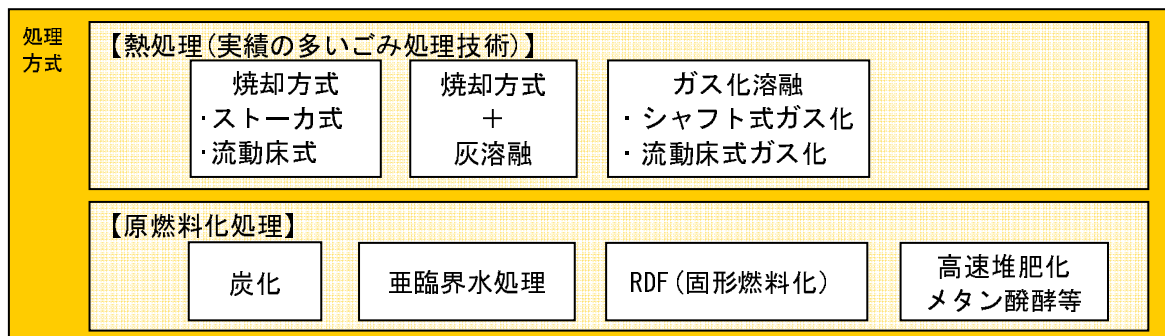 処理
方式
【熱処理(実績の多いごみ処理技術)】
焼却方式
・ストーカ式
・流動床式
焼却方式
＋
灰溶融
ガス化溶融
・シャフト式ガス化
・流動床式ガス化
【原燃料化処理】
炭化
亜臨界水処理
RDF(固形燃料化)
高速堆肥化
メタン醗酵等